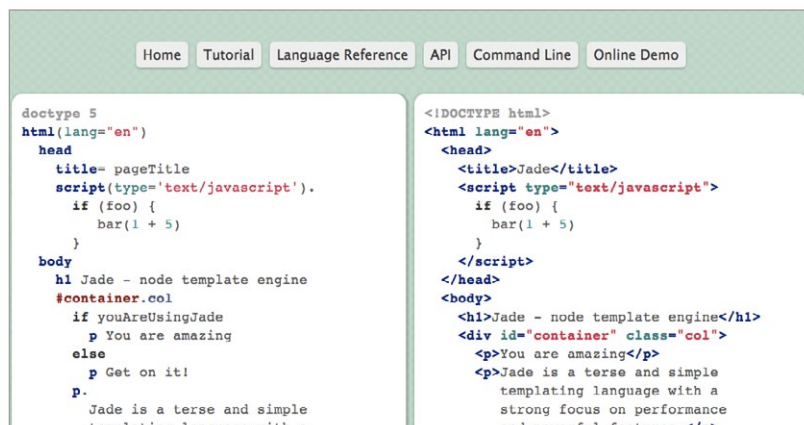 Home Tutorial Language Reference API Command Line Online Demo
doctype 5
html(lang="en")
head
title= pageTitle
script(type='text/javascript').
if (foo) {
bar(1 + 5)
}
body
h1 Jade - node template engine
#container.col
if youAreUsingJade
p You are amazing
else
p Get on it!
p.
Jade is a terse and simple
<!DOCTYPE html>
<html lang="en">
<head>
<title>Jade</title>
<script type="text/javascript">
if (foo) {
bar(1 + 5)
}
</script>
</head>
<body>
<h1>Jade - node template engine</h1>
<div id="container" class="col">
<p>You are amazing</p>
<p>Jade is a terse and simple
templating language with a
strong focus on performance